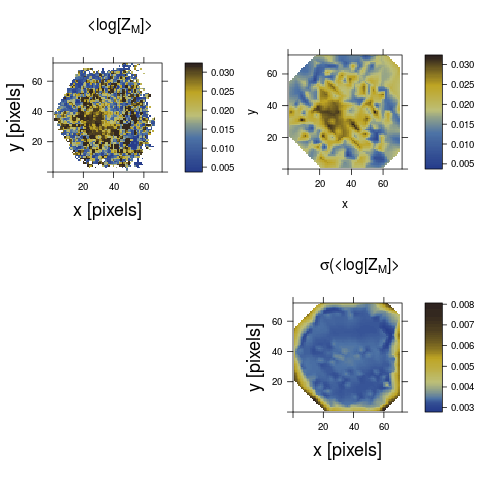 <log[Z_M]>
0.030
0.025
0.020
0.015
0.010
0.005
60
40
20
y [pixels]
20 40 60
x [pixels]
0.030
0.025
0.020
0.015
0.010
0.005
60
40
20
y
20 40 60
x
σ(<log[Z_M]>
0.008
0.007
0.006
0.005
0.004
0.003
60
40
20
y [pixels]
20 40 60
x [pixels]